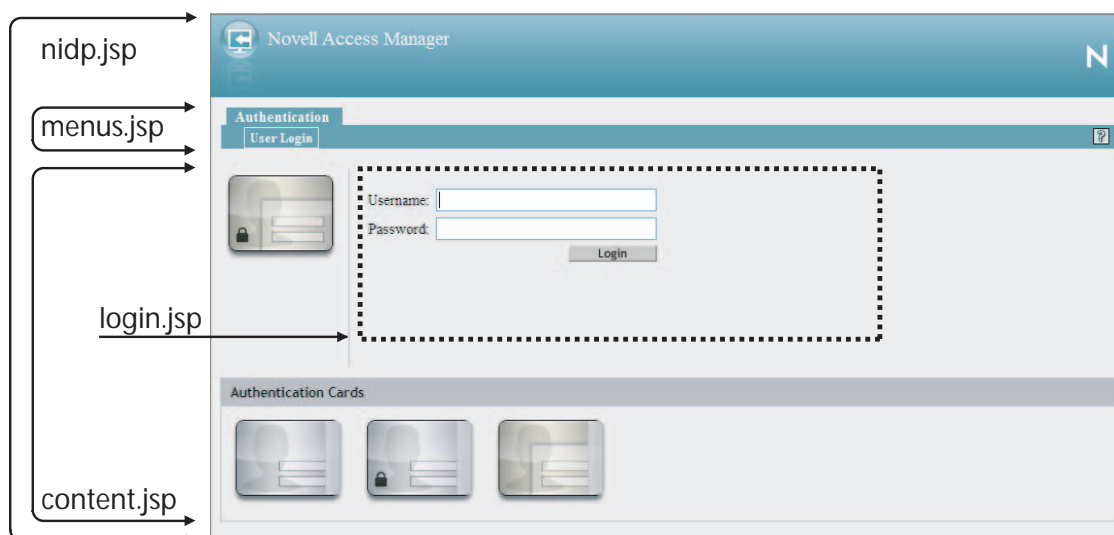 nidp.jsp
Novell Access Manager
N
menus.jsp
Authentication
User Login
?
Username:
Password:
Login
login.jsp
Authentication Cards
content.jsp